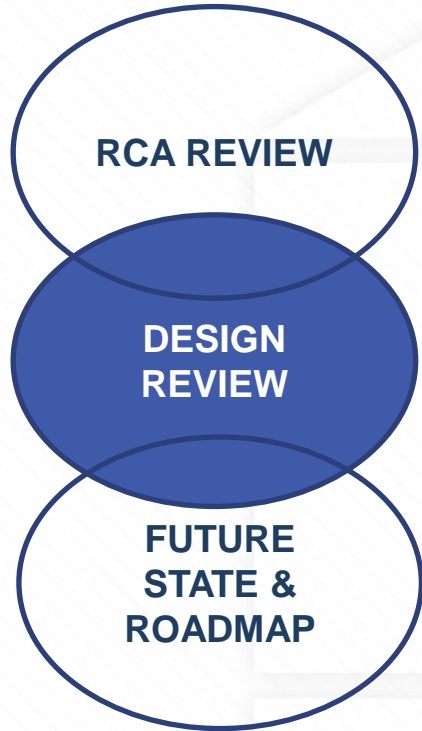 RCA REVIEW
DESIGN
REVIEW
FUTURE
STATE &
ROADMAP